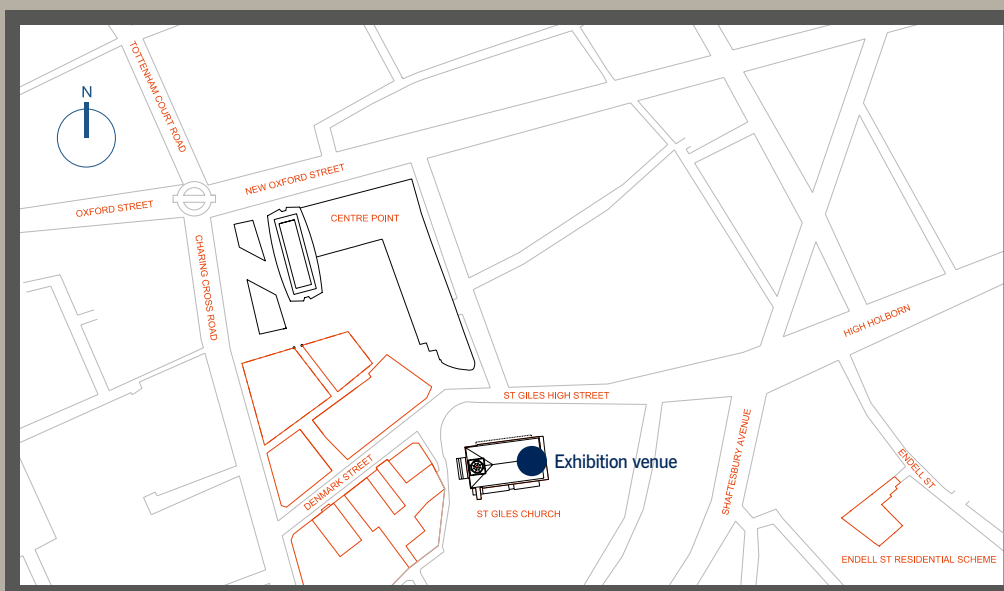 TOTTENHAM COURT ROAD
N
NEW OXFORD STREET
OXFORD STREET
CENTRE POINT
CHARING CROSS ROAD
HIGH HOLBORN
ST GILES HIGH STREET
SHAFTESBURY AVENUE
Exhibition venue
ENDELL ST
DENMARK STREET
ST GILES CHURCH
ENDELL ST RESIDENTIAL SCHEME